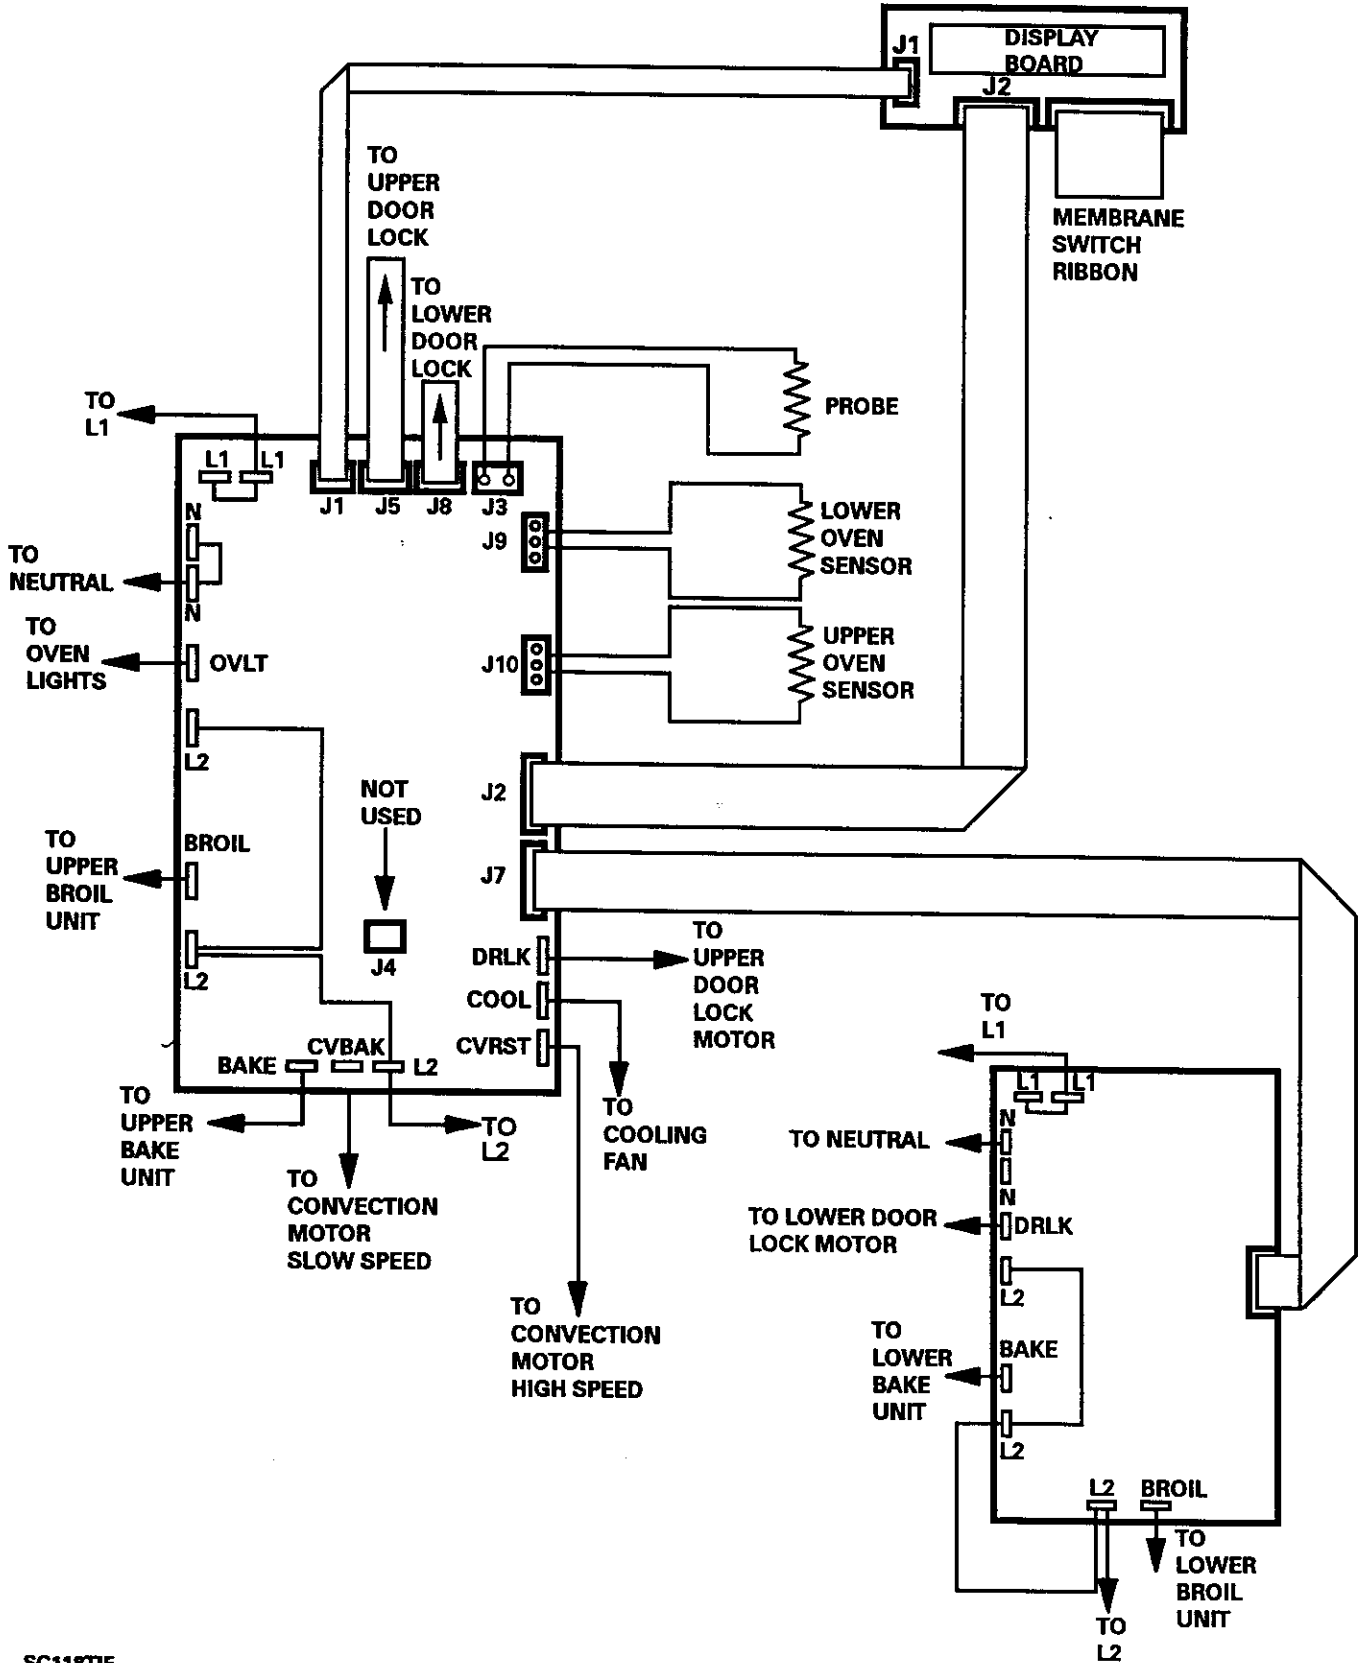 DISPLAY
BOARD
J1
J2
MEMBRANE
SWITCH
RIBBON
TO
UPPER
DOOR
LOCK
TO
LOWER
DOOR
LOCK
PROBE
TO
L1
L1
L1
J1
J5
J8
J3
N
N
TO
NEUTRAL
J9
LOWER
OVEN
SENSOR
TO
OVEN
LIGHTS
OVLT
J10
UPPER
OVEN
SENSOR
L2
NOT
USED
J2
BROIL
TO
UPPER
BROIL
UNIT
J7
L2
J4
DRLK
TO
UPPER
DOOR
LOCK
MOTOR
COOL
CVRST
BAKE
CVBAK
L2
TO
UPPER
BAKE
UNIT
TO
L2
TO
COOLING
FAN
TO
CONVECTION
MOTOR
SLOW SPEED
TO
CONVECTION
MOTOR
HIGH SPEED
TO
L1
L1
L1
N
TO NEUTRAL
N
TO LOWER DOOR
LOCK MOTOR
DRLK
L2
TO
LOWER
BAKE
UNIT
BAKE
L2
L2
BROIL
TO
LOWER
BROIL
UNIT
TO
L2